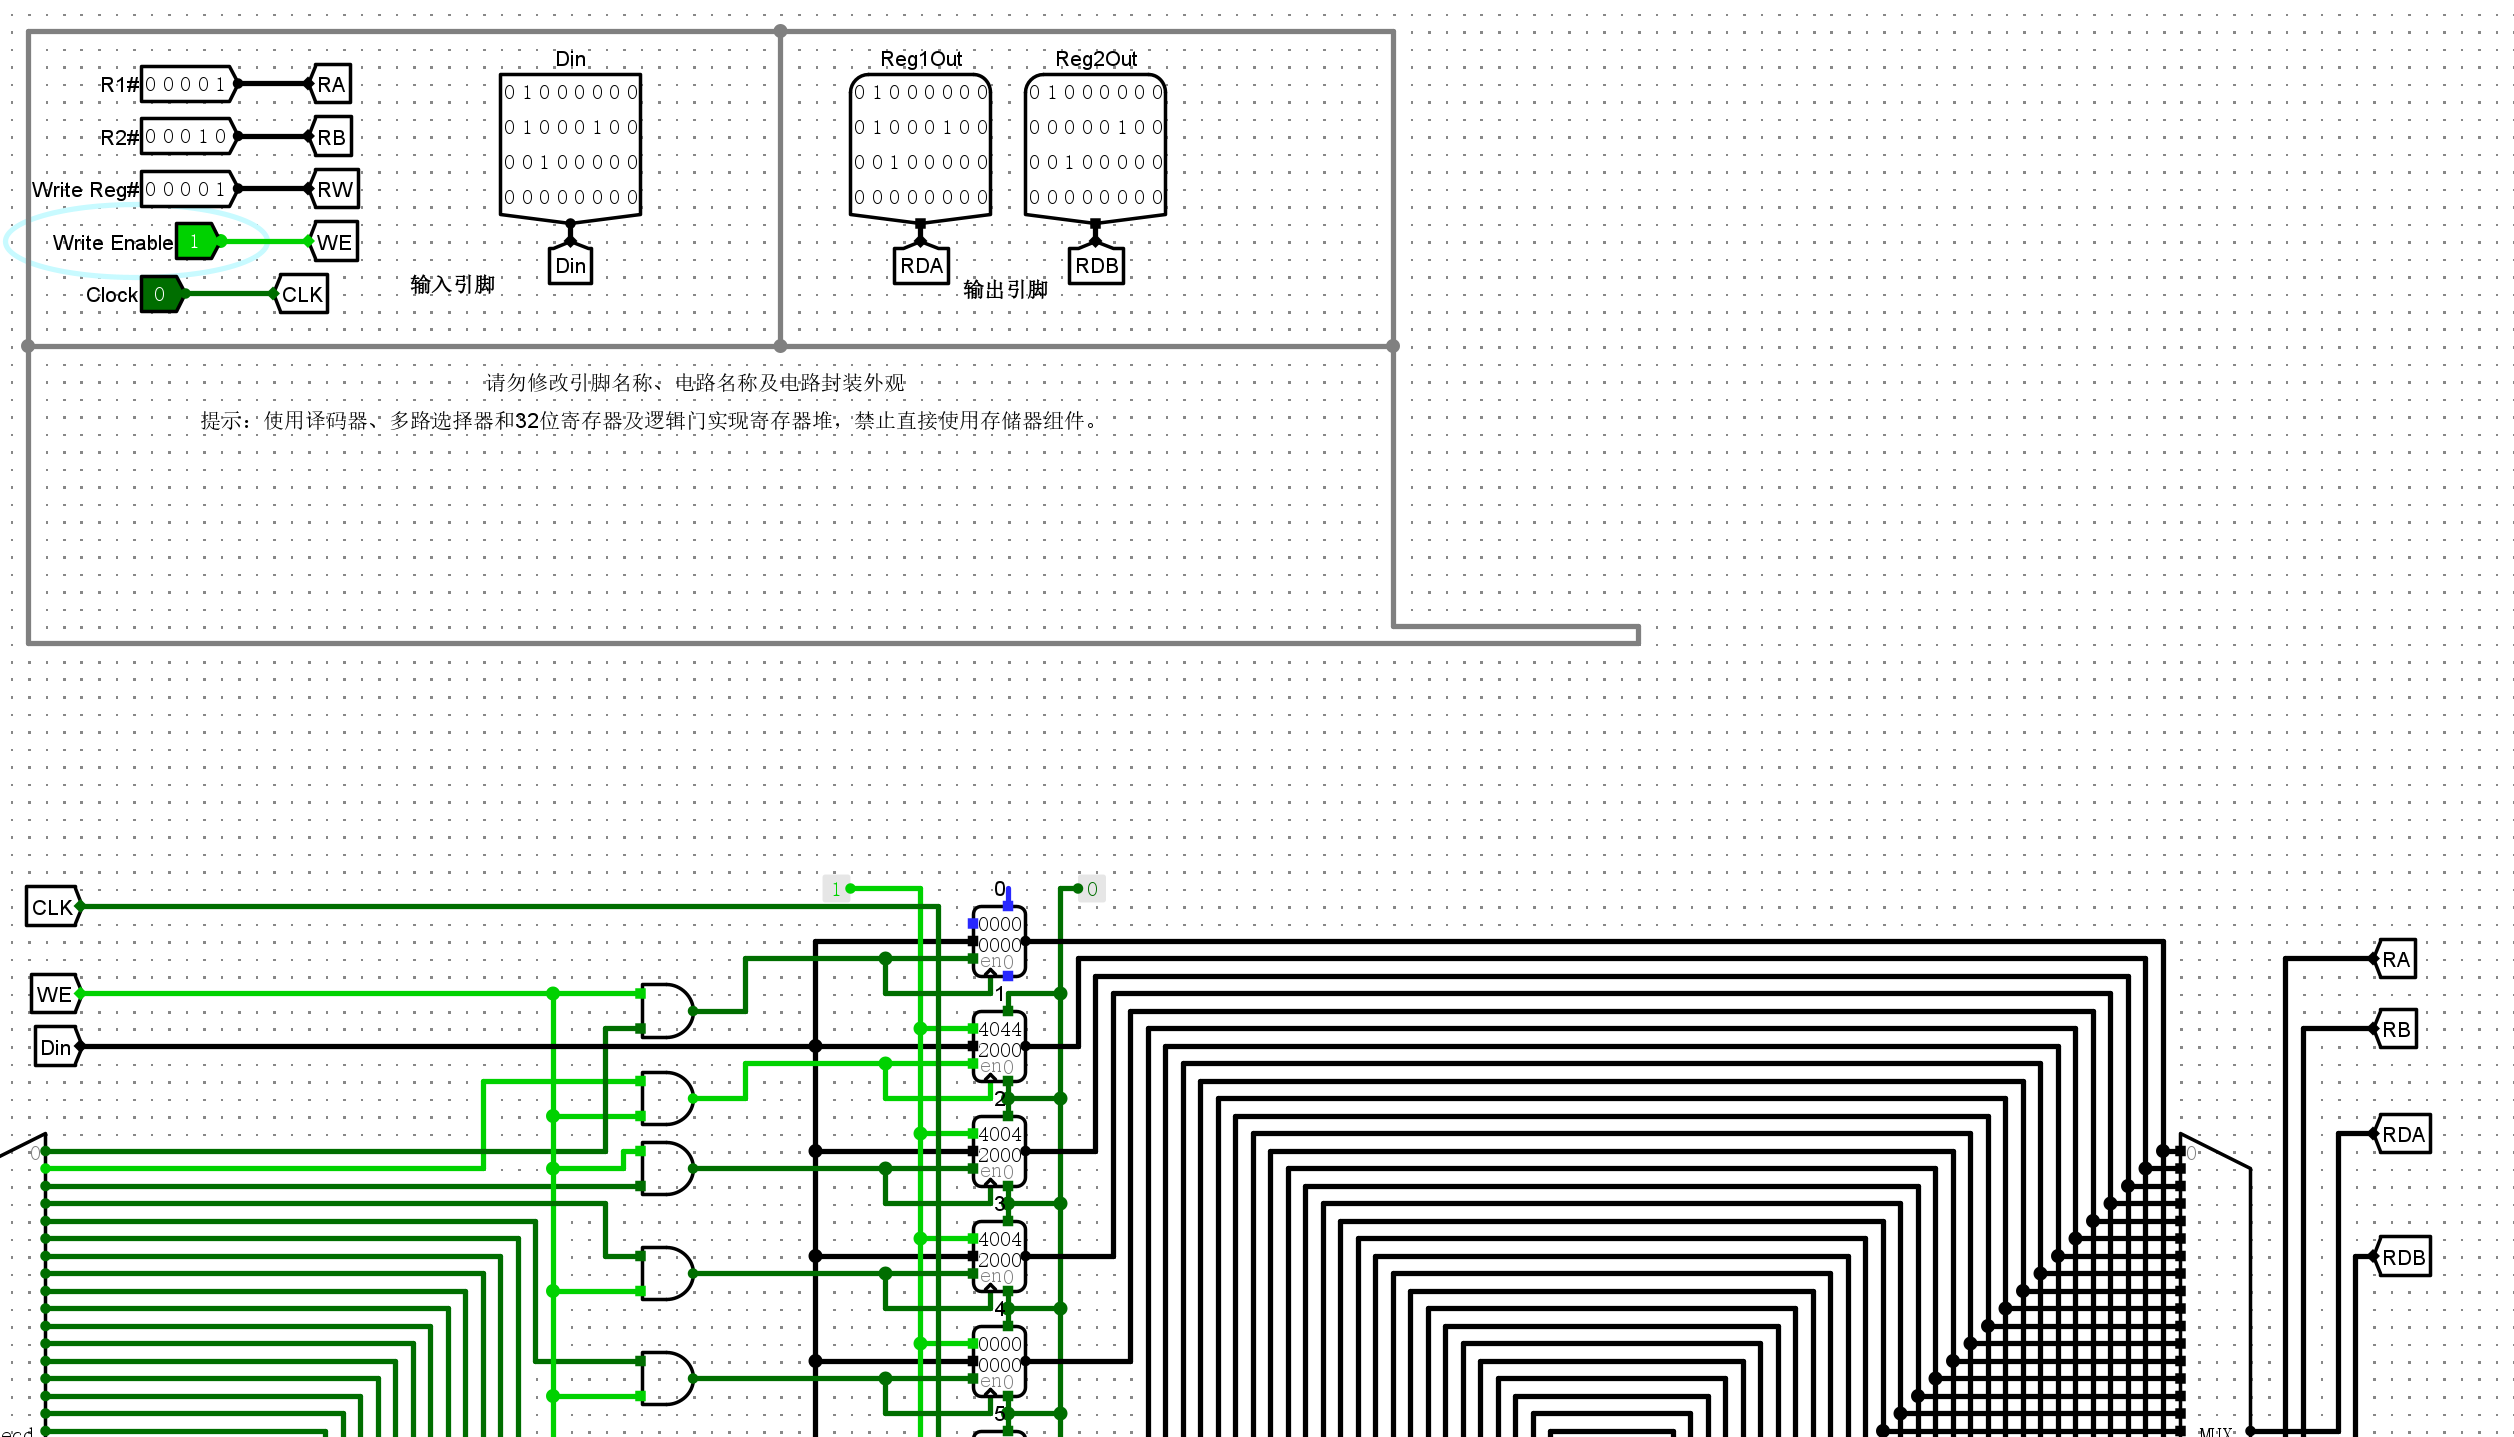 Din
Reg1Out
Reg2Out
R1# 0 0 0 0 1 RA
R2# 0 0 0 1 0 RB
Write Reg# 0 0 0 0 1 RW
Write Enable 1 WE
Clock 0 CLK
0 1 0 0 0 0 0 0
0 1 0 0 0 1 0 0
0 0 1 0 0 0 0 0
0 0 0 0 0 0 0 0
Din
输入引脚
0 1 0 0 0 0 0 0
0 1 0 0 0 1 0 0
0 0 1 0 0 0 0 0
0 0 0 0 0 0 0 0
RDA
0 1 0 0 0 0 0 0
0 0 0 0 0 1 0 0
0 0 1 0 0 0 0 0
0 0 0 0 0 0 0 0
RDB
输出引脚
请勿修改引脚名称、电路名称及电路封装外观
提示：使用译码器、多路选择器和32位寄存器及逻辑门实现寄存器堆，禁止直接使用存储器组件。
CLK
WE
Din
1
0
0
0000
0000
en0
1
4044
2000
en0
2
4004
2000
en0
3
4004
2000
en0
4
0000
0000
en0
5
0
0
RA
RB
RDA
RDB
MUX